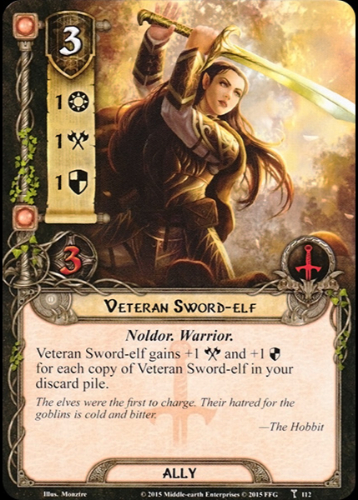 3
1
1
1
3
Veteran Sword-elf
Noldor. Warrior.
Veteran Sword-elf gains +1 and +1
for each copy of Veteran Sword-elf in your
discard pile.
The elves were the first to charge. Their hatred for the
goblins is cold and bitter.
—The Hobbit
ALLY
Illus. Monztre
© 2015 Middle-earth Enterprises © 2015 FFG
112